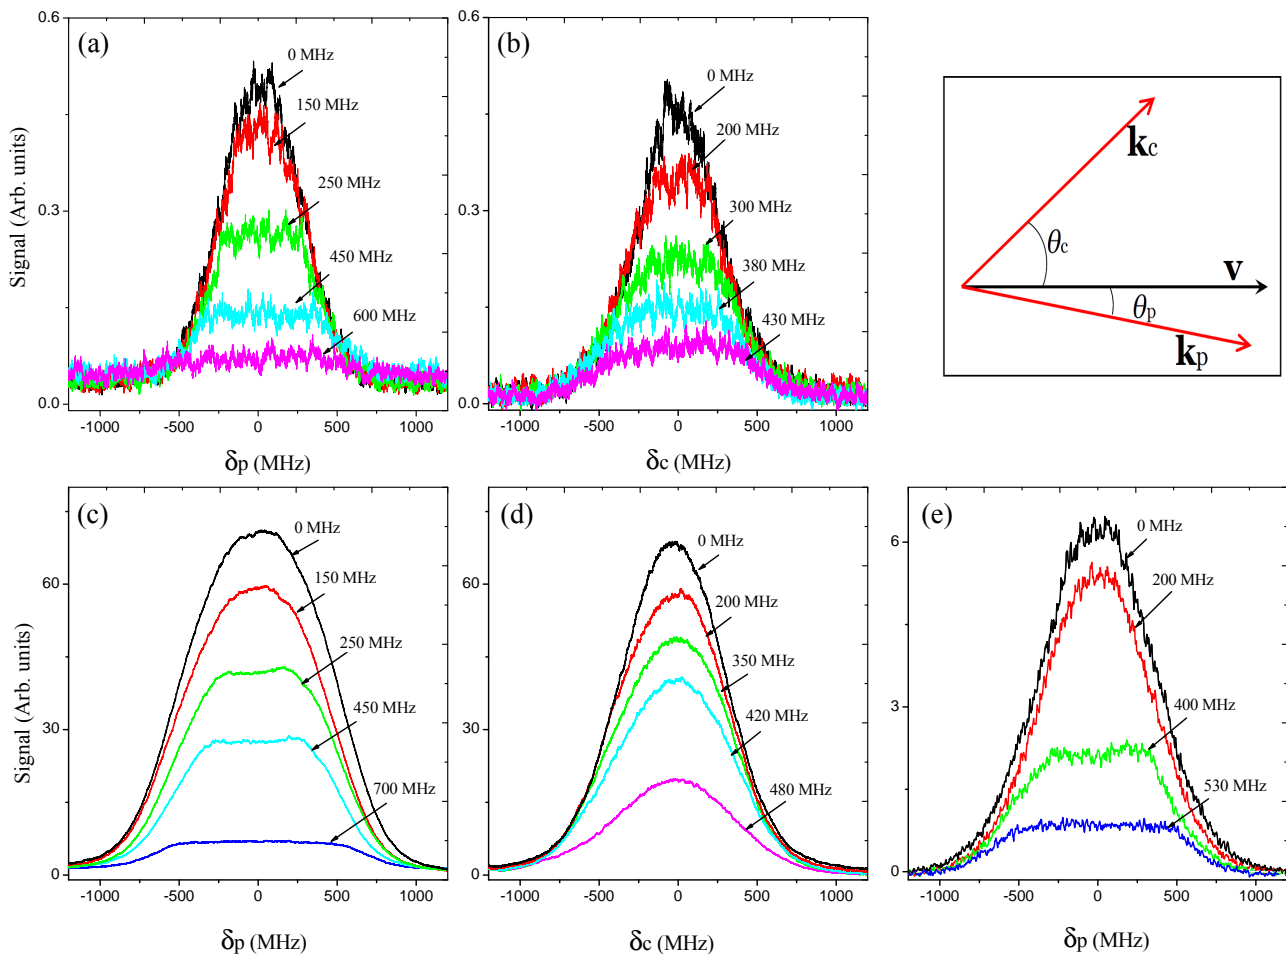 (a)
0.6
0.3
0.0
Signal (Arb. units)
0 MHz
150 MHz
250 MHz
450 MHz
600 MHz
-1000 -500 0 500 1000
δp (MHz)
(b)
0.6
0.3
0.0
0 MHz
200 MHz
300 MHz
380 MHz
430 MHz
-1000 -500 0 500 1000
δc (MHz)
kc
θc
v
θp
kp
(c)
60
30
0
Signal (Arb. units)
0 MHz
150 MHz
250 MHz
450 MHz
700 MHz
-1000 -500 0 500 1000
δp (MHz)
(d)
60
30
0
0 MHz
200 MHz
350 MHz
420 MHz
480 MHz
-1000 -500 0 500 1000
δc (MHz)
(e)
6
3
0
0 MHz
200 MHz
400 MHz
530 MHz
-1000 -500 0 500 1000
δp (MHz)